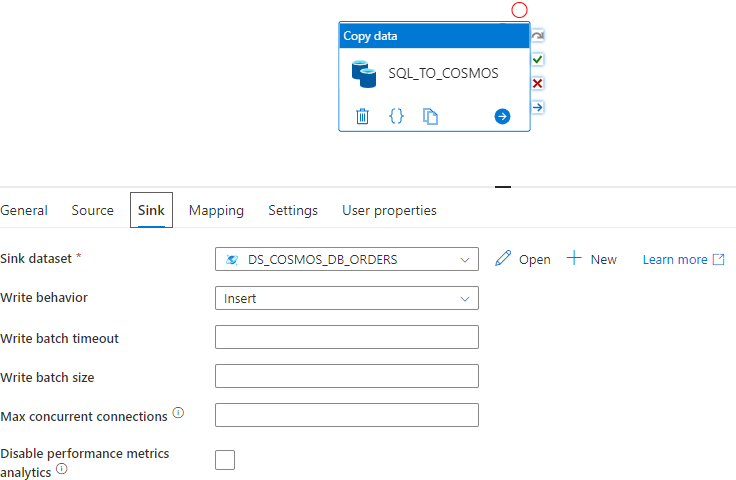 Copy data
SQL_TO_COSMOS
General Source Sink Mapping Settings User properties
Sink dataset * DS_COSMOS_DB_ORDERS Open New Learn more
Write behavior Insert
Write batch timeout
Write batch size
Max concurrent connections
Disable performance metrics
analytics